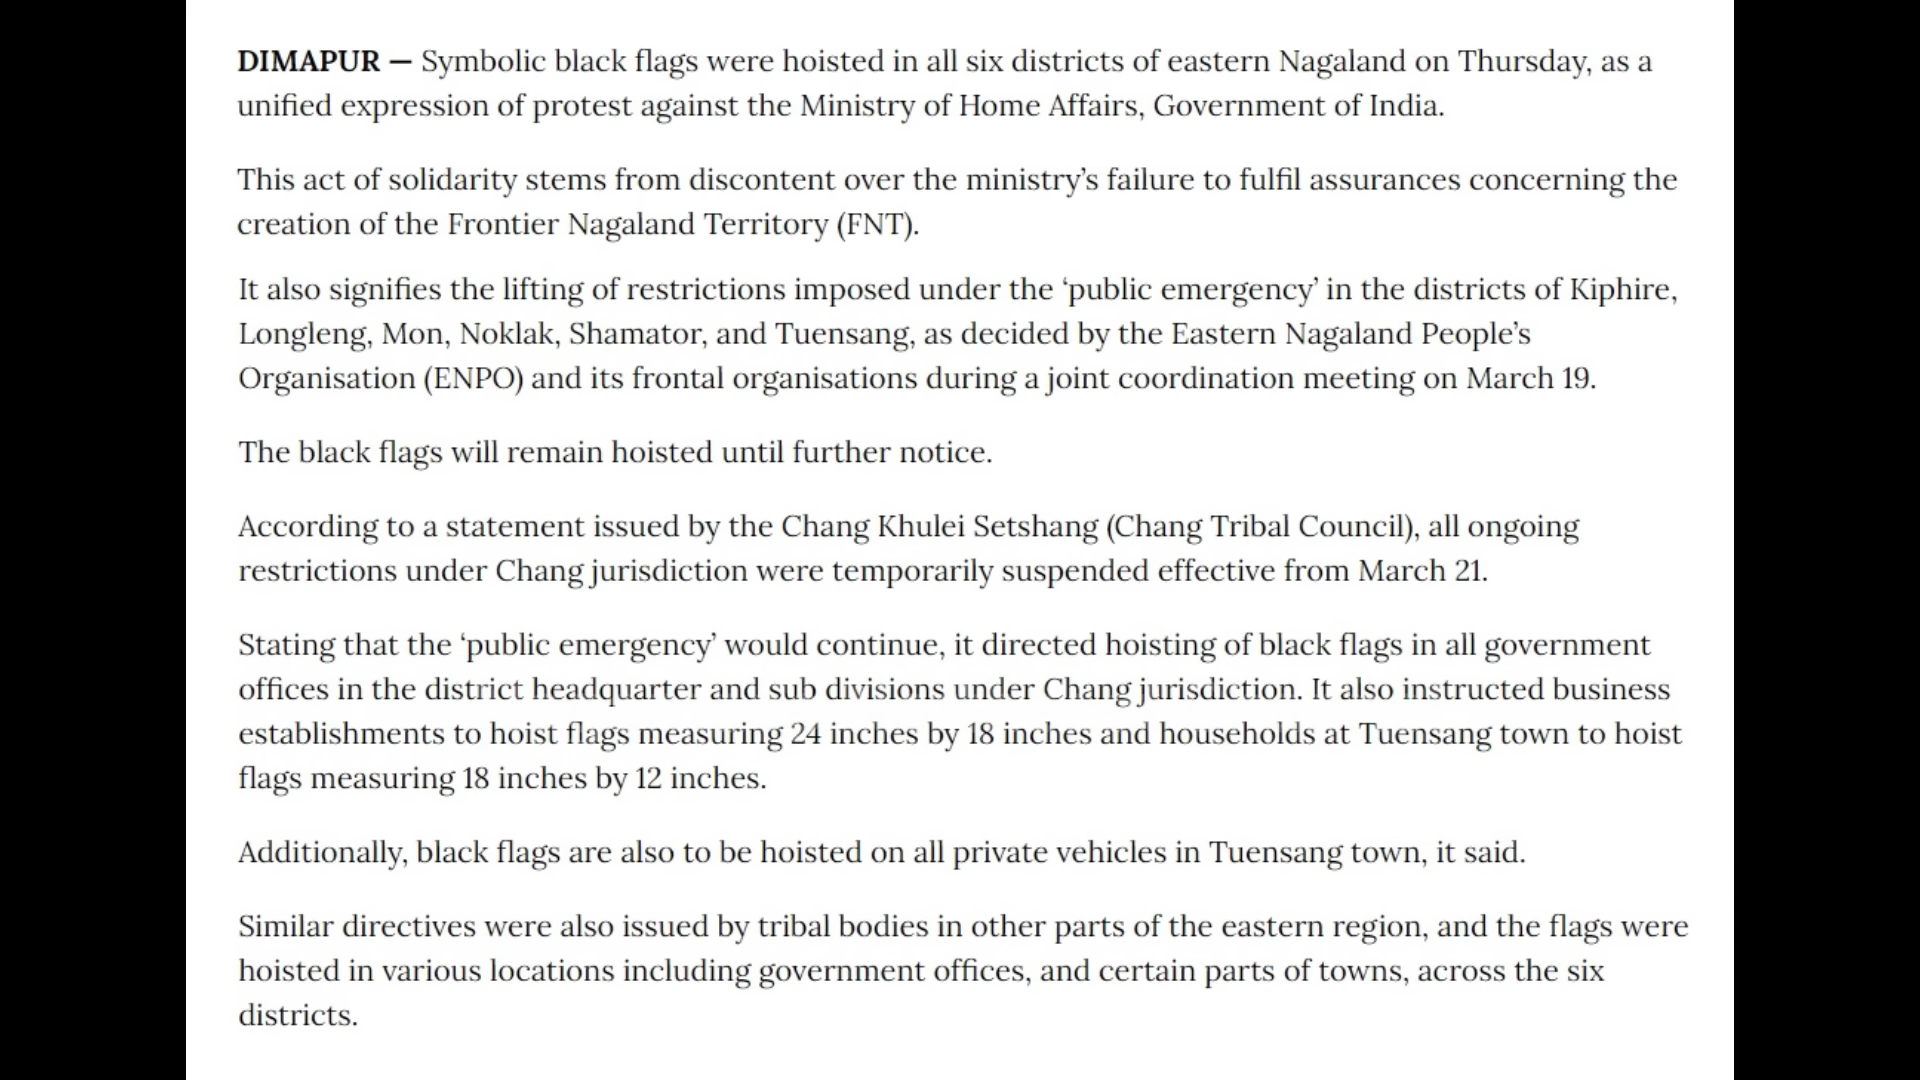 DIMAPUR — Symbolic black flags were hoisted in all six districts of eastern Nagaland on Thursday, as a
unified expression of protest against the Ministry of Home Affairs, Government of India.
This act of solidarity stems from discontent over the ministry’s failure to fulfil assurances concerning the
creation of the Frontier Nagaland Territory (FNT).
It also signifies the lifting of restrictions imposed under the ‘public emergency’ in the districts of Kiphire,
Longleng, Mon, Noklak, Shamator, and Tuensang, as decided by the Eastern Nagaland People’s
Organisation (ENPO) and its frontal organisations during a joint coordination meeting on March 19.
The black flags will remain hoisted until further notice.
According to a statement issued by the Chang Khulei Setshang (Chang Tribal Council), all ongoing
restrictions under Chang jurisdiction were temporarily suspended effective from March 21.
Stating that the ‘public emergency’ would continue, it directed hoisting of black flags in all government
offices in the district headquarter and sub divisions under Chang jurisdiction. It also instructed business
establishments to hoist flags measuring 24 inches by 18 inches and households at Tuensang town to hoist
flags measuring 18 inches by 12 inches.
Additionally, black flags are also to be hoisted on all private vehicles in Tuensang town, it said.
Similar directives were also issued by tribal bodies in other parts of the eastern region, and the flags were
hoisted in various locations including government offices, and certain parts of towns, across the six
districts.